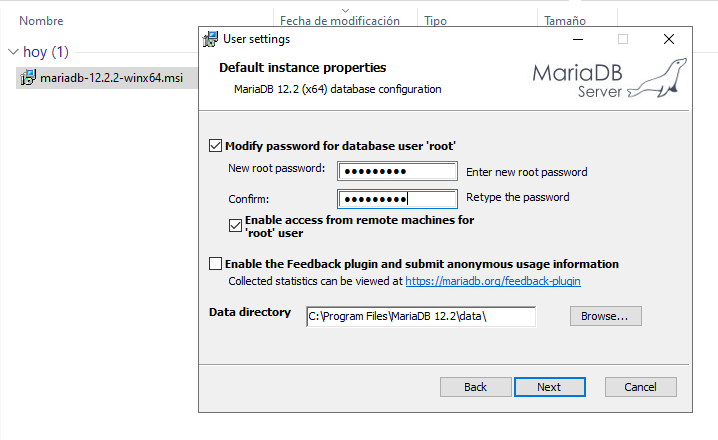 Nombre Fecha de modificación Tipo Tamaño
hoy (1)
mariadb-12.2.2-winx64.msi
User settings
Default instance properties
MariaDB 12.2 (x64) database configuration
MariaDB
Server
Modify password for database user 'root'
New root password: ●●●●●●●●● Enter new root password
Confirm: ●●●●●●●●● Retype the password
Enable access from remote machines for
'root' user
Enable the Feedback plugin and submit anonymous usage information
Collected statistics can be viewed at https://mariadb.org/feedback-plugin
Data directory C:\Program Files\MariaDB 12.2\data\ Browse...
Back Next Cancel